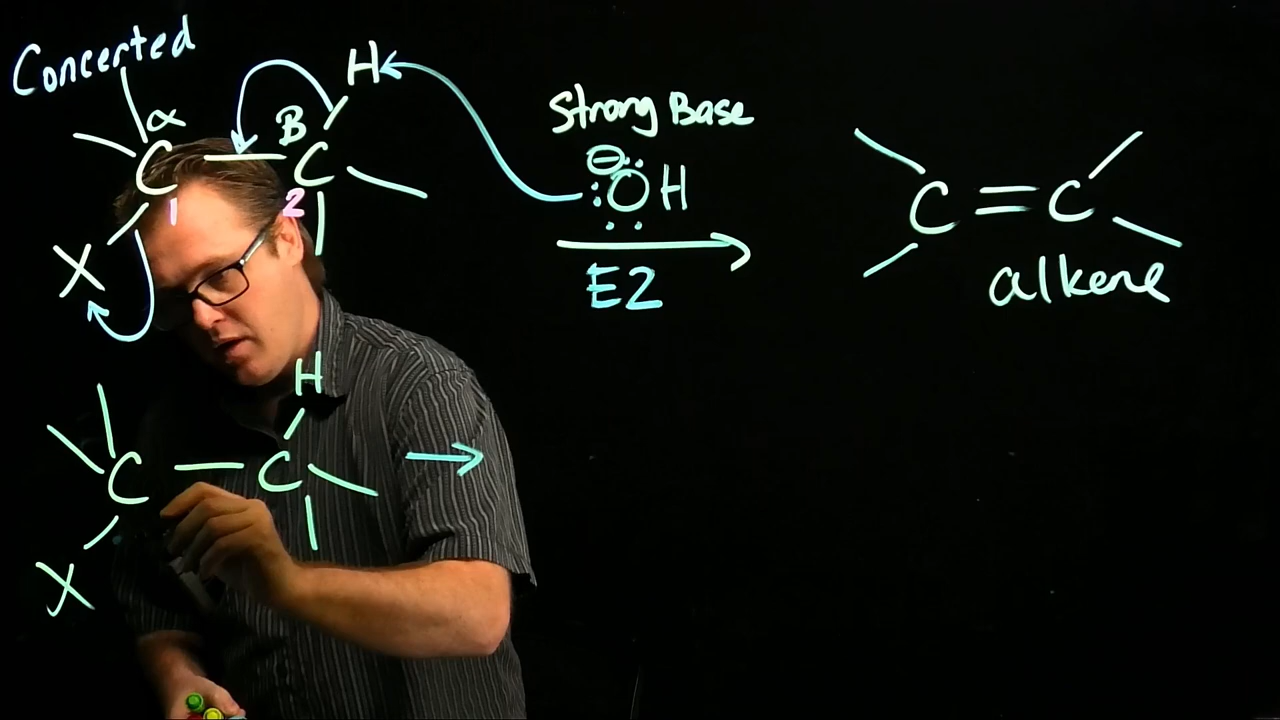 Concerted
H
α
B
C
C
1
2
X
Strong Base
⊖
:ÖH
E2
C=C
alkene
H
C
C
X